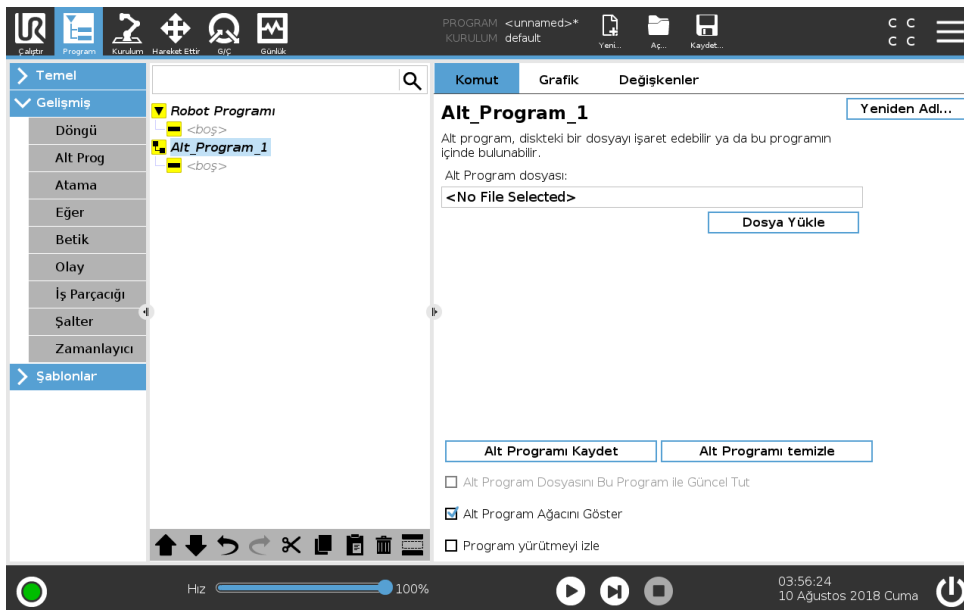 PROGRAM <unnamed>*
KURULUM default
Çalıştır Program Kurulum Hareket Ettir G/Ç Günlük Yeni... Aç... Kaydet...
C C
C C
Temel
Gelişmiş
Döngü
Alt Prog
Atama
Eğer
Betik
Olay
İş Parçacığı
Şalter
Zamanlayıcı
Şablonlar
Robot Programı
<boş>
Alt_Program_1
<boş>
Komut Grafik Değişkenler
Alt_Program_1
Yeniden Adl...
Alt program, diskteki bir dosyayı işaret edebilir ya da bu programın
içinde bulunabilir.
Alt Program dosyası:
<No File Selected>
Dosya Yükle
Alt Programı Kaydet Alt Programı temizle
Alt Program Dosyasını Bu Program ile Güncel Tut
Alt Program Ağacını Göster
Program yürütmeyi izle
Hız 100%
03:56:24
10 Ağustos 2018 Cuma